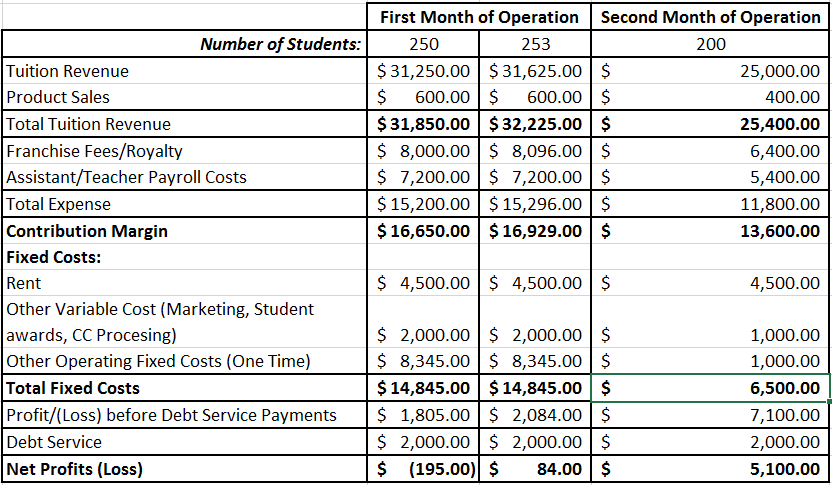 First Month of Operation Second Month of Operation
Number of Students: 250 253 200
Tuition Revenue $ 31,250.00 $ 31,625.00 $ 25,000.00
Product Sales $ 600.00 $ 600.00 $ 400.00
Total Tuition Revenue $ 31,850.00 $ 32,225.00 $ 25,400.00
Franchise Fees/Royalty $ 8,000.00 $ 8,096.00 $ 6,400.00
Assistant/Teacher Payroll Costs $ 7,200.00 $ 7,200.00 $ 5,400.00
Total Expense $ 15,200.00 $ 15,296.00 $ 11,800.00
Contribution Margin $ 16,650.00 $ 16,929.00 $ 13,600.00
Fixed Costs:
Rent $ 4,500.00 $ 4,500.00 $ 4,500.00
Other Variable Cost (Marketing, Student
awards, CC Procesing) $ 2,000.00 $ 2,000.00 $ 1,000.00
Other Operating Fixed Costs (One Time) $ 8,345.00 $ 8,345.00 $ 1,000.00
Total Fixed Costs $ 14,845.00 $ 14,845.00 $ 6,500.00
Profit/(Loss) before Debt Service Payments $ 1,805.00 $ 2,084.00 $ 7,100.00
Debt Service $ 2,000.00 $ 2,000.00 $ 2,000.00
Net Profits (Loss) $ (195.00) $ 84.00 $ 5,100.00